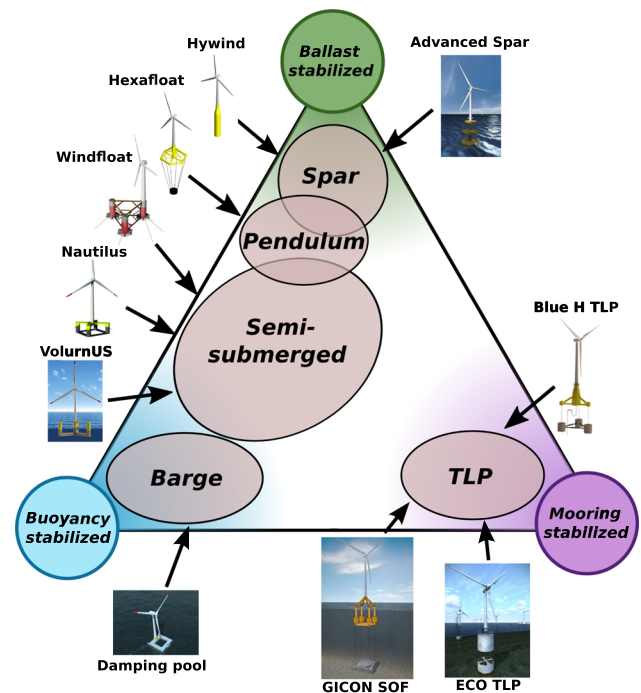 Hywind
Ballast
stabilized
Advanced Spar
Hexafloat
Windfloat
Spar
Pendulum
Nautilus
Semi-
submerged
Blue H TLP
VolurnUS
Barge
TLP
Buoyancy
stabilized
Mooring
stabilized
Damping pool
GICON SOF
ECO TLP